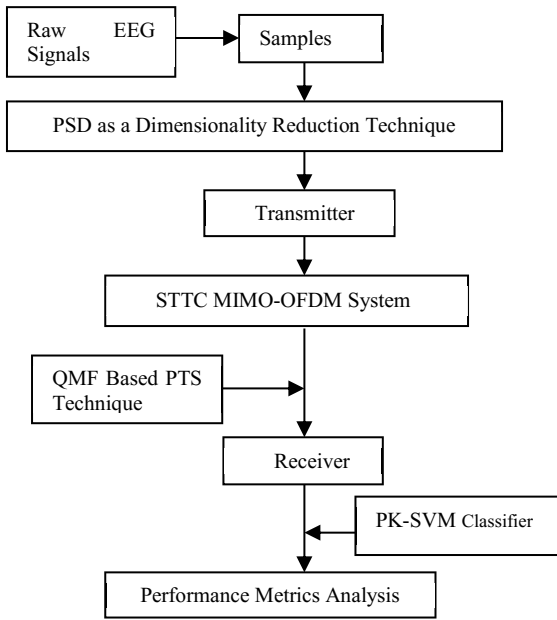 Raw EEG
Signals
Samples
PSD as a Dimensionality Reduction Technique
Transmitter
STTC MIMO-OFDM System
QMF Based PTS
Technique
Receiver
PK-SVM Classifier
Performance Metrics Analysis